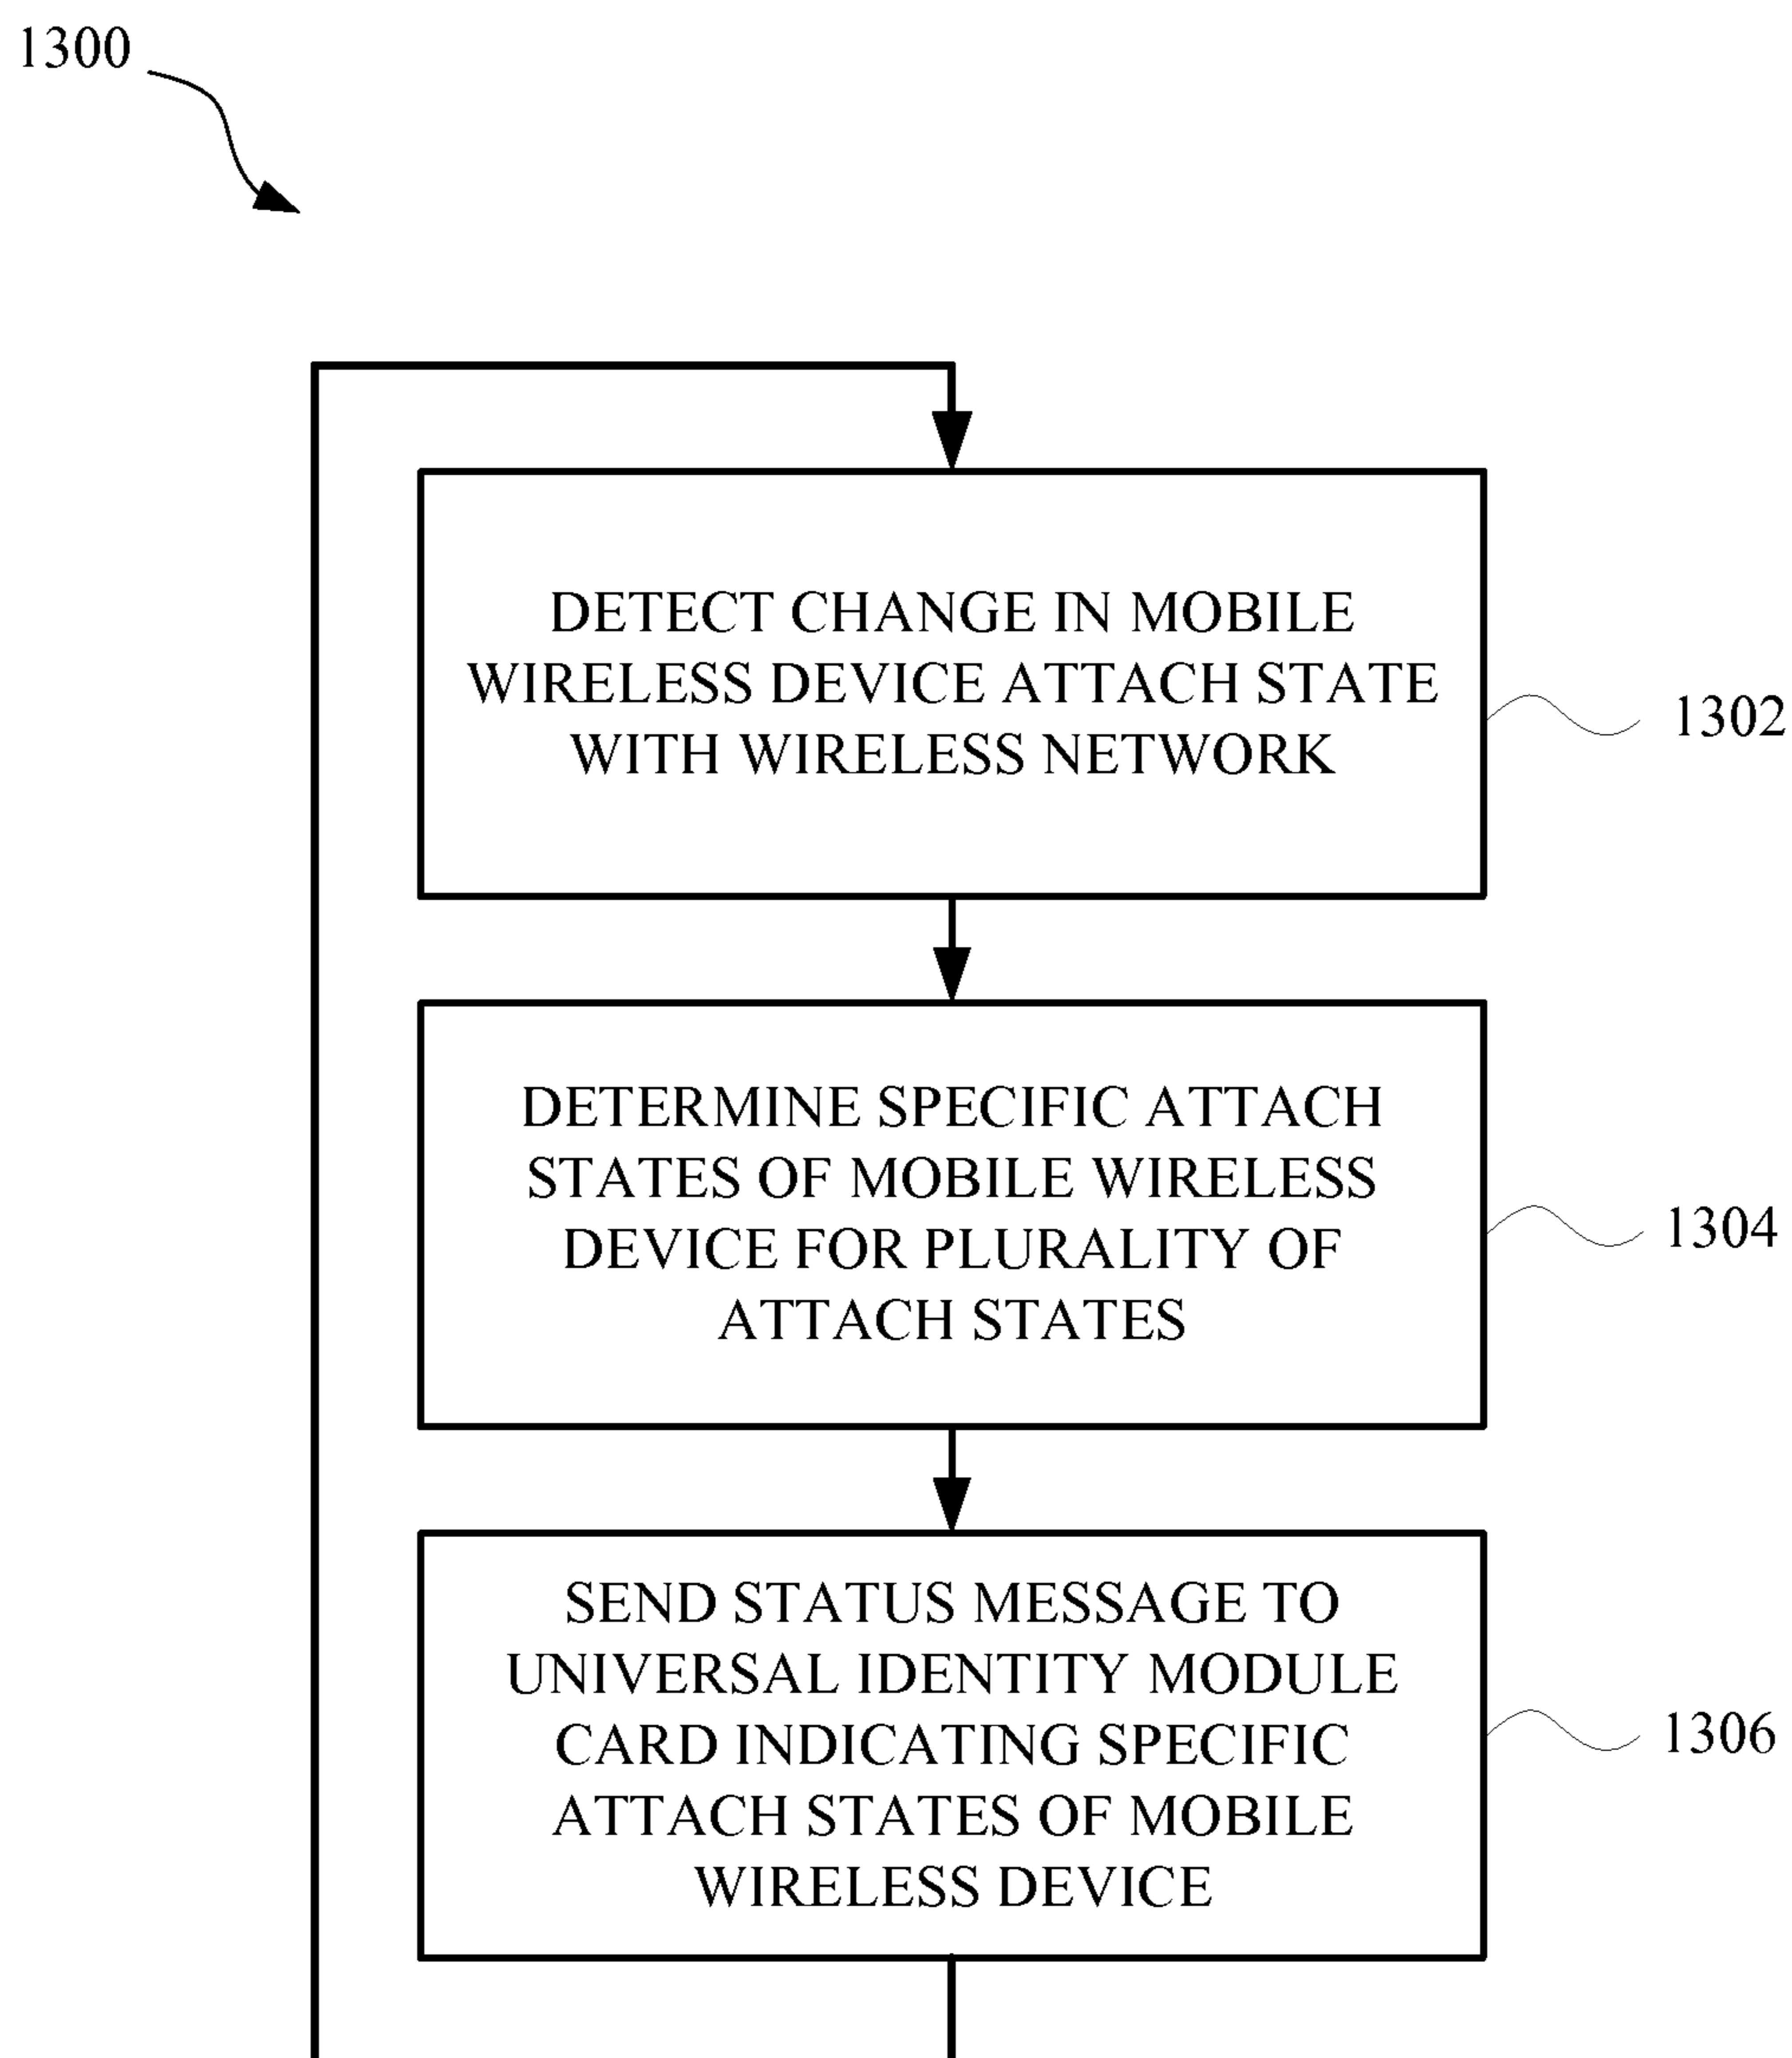 1300
DETECT CHANGE IN MOBILE
WIRELESS DEVICE ATTACH STATE
WITH WIRELESS NETWORK
1302
DETERMINE SPECIFIC ATTACH
STATES OF MOBILE WIRELESS
DEVICE FOR PLURALITY OF
ATTACH STATES
1304
SEND STATUS MESSAGE TO
UNIVERSAL IDENTITY MODULE
CARD INDICATING SPECIFIC
ATTACH STATES OF MOBILE
WIRELESS DEVICE
1306